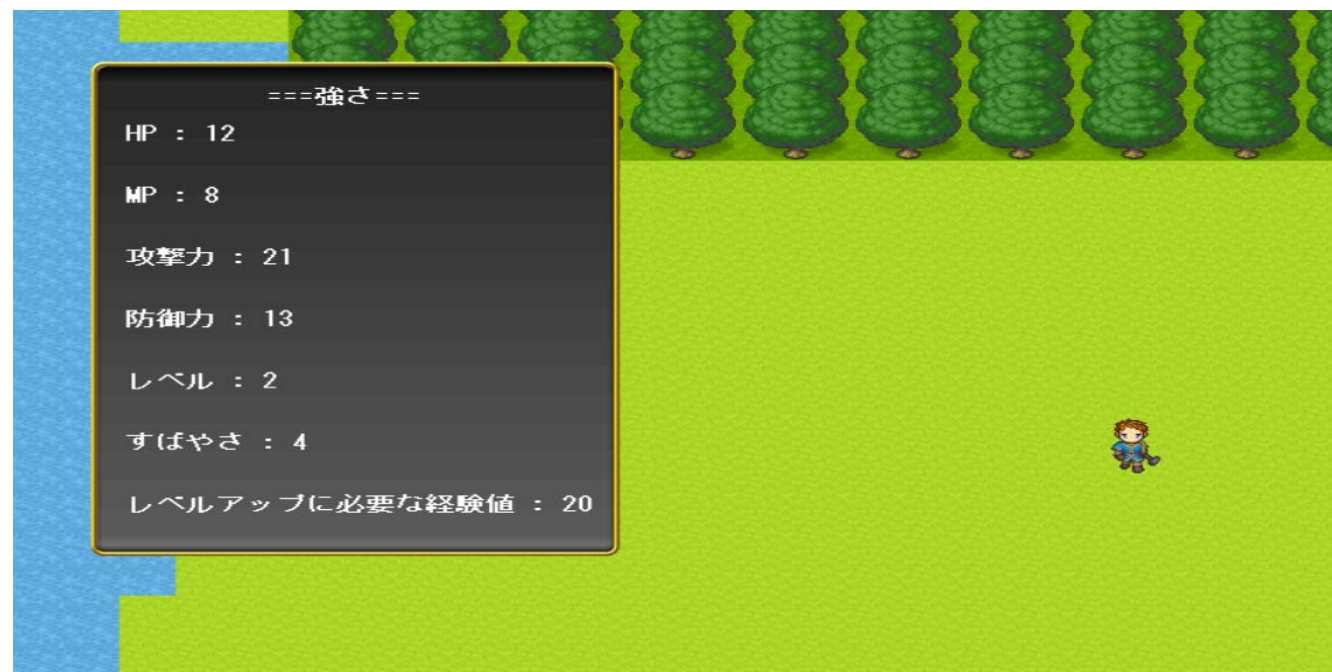 ===強さ===
HP : 12
MP : 8
攻撃力 : 21
防御力 : 13
レベル : 2
すばやさ : 4
レベルアップに必要な経験値 : 20